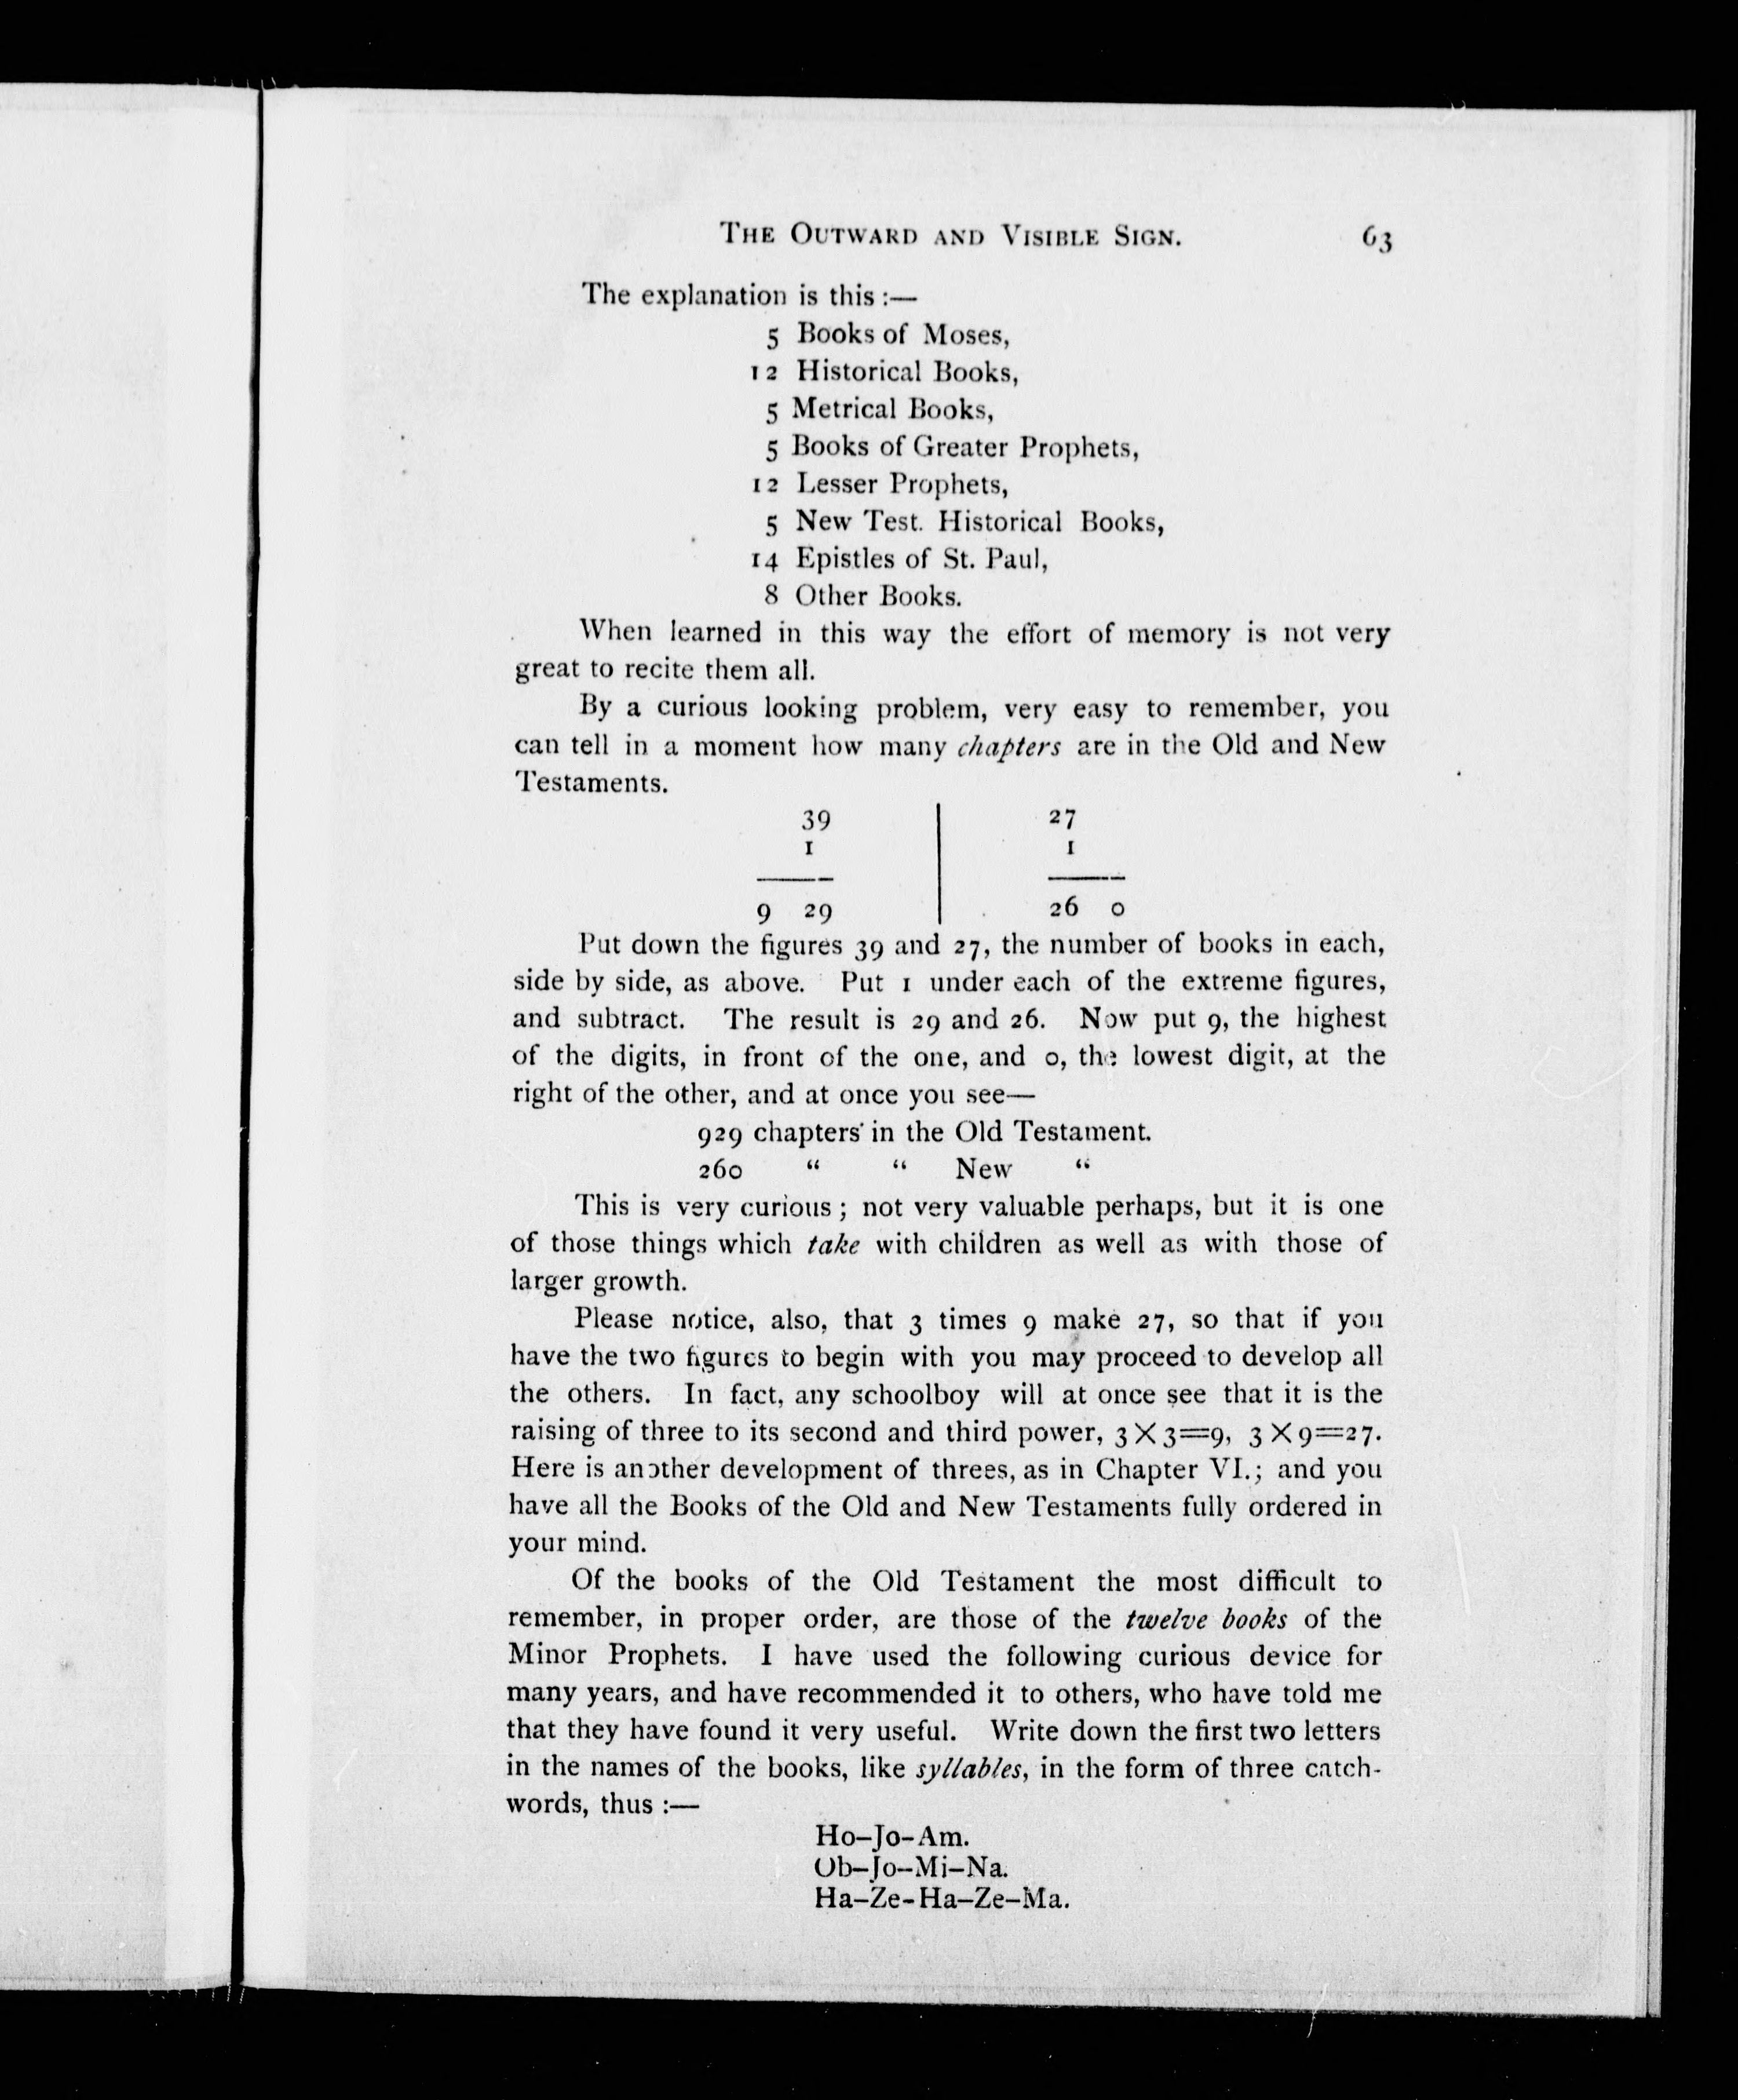 THE OUTWARD AND VISIBLE SIGN. 63
The explanation is this :—
5 Books of Moses,
12 Historical Books,
5 Metrical Books,
5 Books of Greater Prophets,
12 Lesser Prophets,
5 New Test. Historical Books,
14 Epistles of St. Paul,
8 Other Books.
When learned in this way the effort of memory is not very
great to recite them all.
By a curious looking problem, very easy to remember, you
can tell in a moment how many chapters are in the Old and New
Testaments.
39 27
1 1
9 29 26 0
Put down the figures 39 and 27, the number of books in each,
side by side, as above. Put 1 under each of the extreme figures,
and subtract. The result is 29 and 26. Now put 9, the highest
of the digits, in front of the one, and 0, the lowest digit, at the
right of the other, and at once you see—
929 chapters in the Old Testament.
260 “ “ New “
This is very curious ; not very valuable perhaps, but it is one
of those things which take with children as well as with those of
larger growth.
Please notice, also, that 3 times 9 make 27, so that if you
have the two figures to begin with you may proceed to develop all
the others. In fact, any schoolboy will at once see that it is the
raising of three to its second and third power, 3×3=9, 3×9=27.
Here is another development of threes, as in Chapter VI.; and you
have all the Books of the Old and New Testaments fully ordered in
your mind.
Of the books of the Old Testament the most difficult to
remember, in proper order, are those of the twelve books of the
Minor Prophets. I have used the following curious device for
many years, and have recommended it to others, who have told me
that they have found it very useful. Write down the first two letters
in the names of the books, like syllables, in the form of three catch-
words, thus :—
Ho–Jo–Am.
Ob–Jo–Mi–Na.
Ha–Ze–Ha–Ze–Ma.